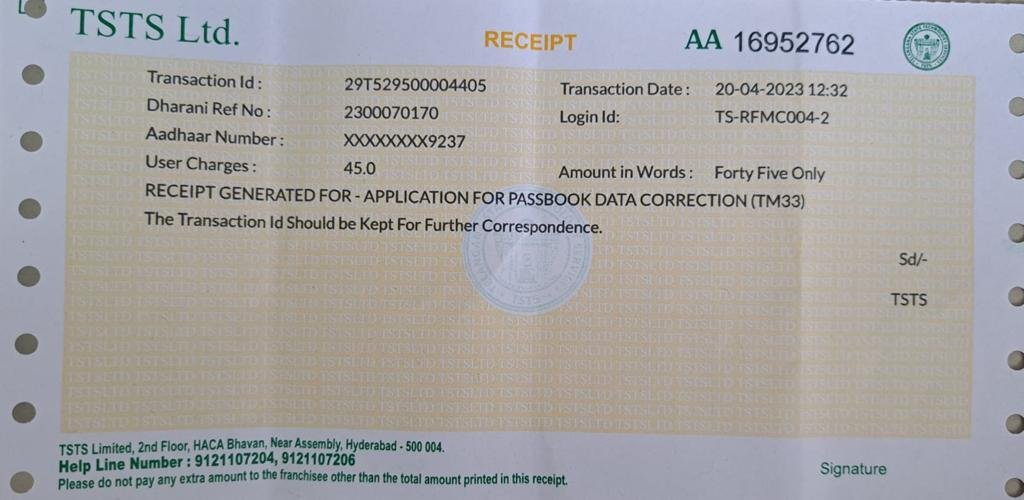 TSTS Ltd. RECEIPT AA 16952762
Transaction Id : 29T529500004405 Transaction Date : 20-04-2023 12:32
Dharani Ref No : 2300070170 Login Id: TS-RFMC004-2
Aadhaar Number : XXXXXXXX9237
User Charges : 45.0 Amount in Words : Forty Five Only
RECEIPT GENERATED FOR - APPLICATION FOR PASSBOOK DATA CORRECTION (TM33)
The Transaction Id Should be Kept For Further Correspondence.
Sd/-
TSTS
TSTS Limited, 2nd Floor, HACA Bhavan, Near Assembly, Hyderabad - 500 004.
Help Line Number : 9121107204, 9121107206
Please do not pay any extra amount to the franchisee other than the total amount printed in this receipt.
Signature